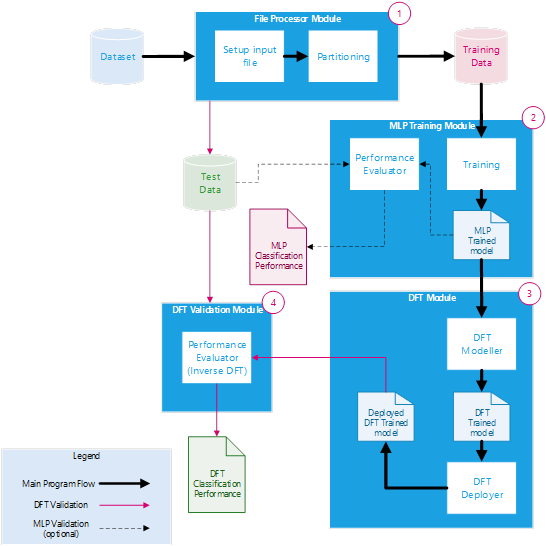 File Processor Module
1
Dataset
Setup input
file
Partitioning
Training
Data
MLP Training Module
2
Performance
Evaluator
Training
Test
Data
MLP
Trained
model
MLP
Classification
Performance
DFT Module
3
DFT Validation Module
4
DFT
Modeller
Performance
Evaluator
(Inverse DFT)
Deployed
DFT Trained
model
DFT
Trained
model
DFT
Classification
Performance
DFT
Deployer
Legend
Main Program Flow
DFT Validation
MLP Validation
(optional)